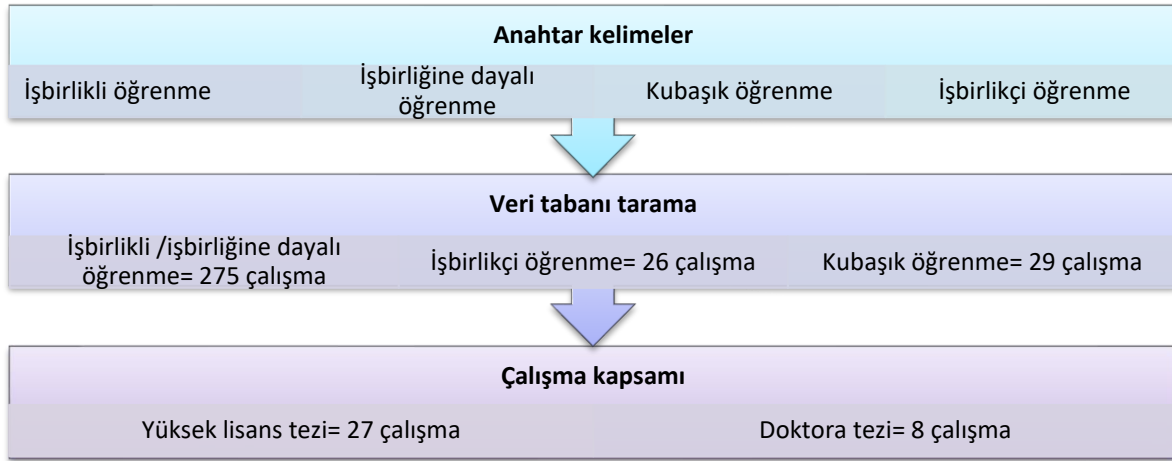 Anahtar kelimeler
İşbirlikli öğrenme
İşbirliğine dayalı
öğrenme
Kubaşık öğrenme
İşbirlikçi öğrenme
Veri tabanı tarama
İşbirlikli /işbirliğine dayalı
öğrenme= 275 çalışma
İşbirlikçi öğrenme= 26 çalışma
Kubaşık öğrenme= 29 çalışma
Çalışma kapsamı
Yüksek lisans tezi= 27 çalışma
Doktora tezi= 8 çalışma